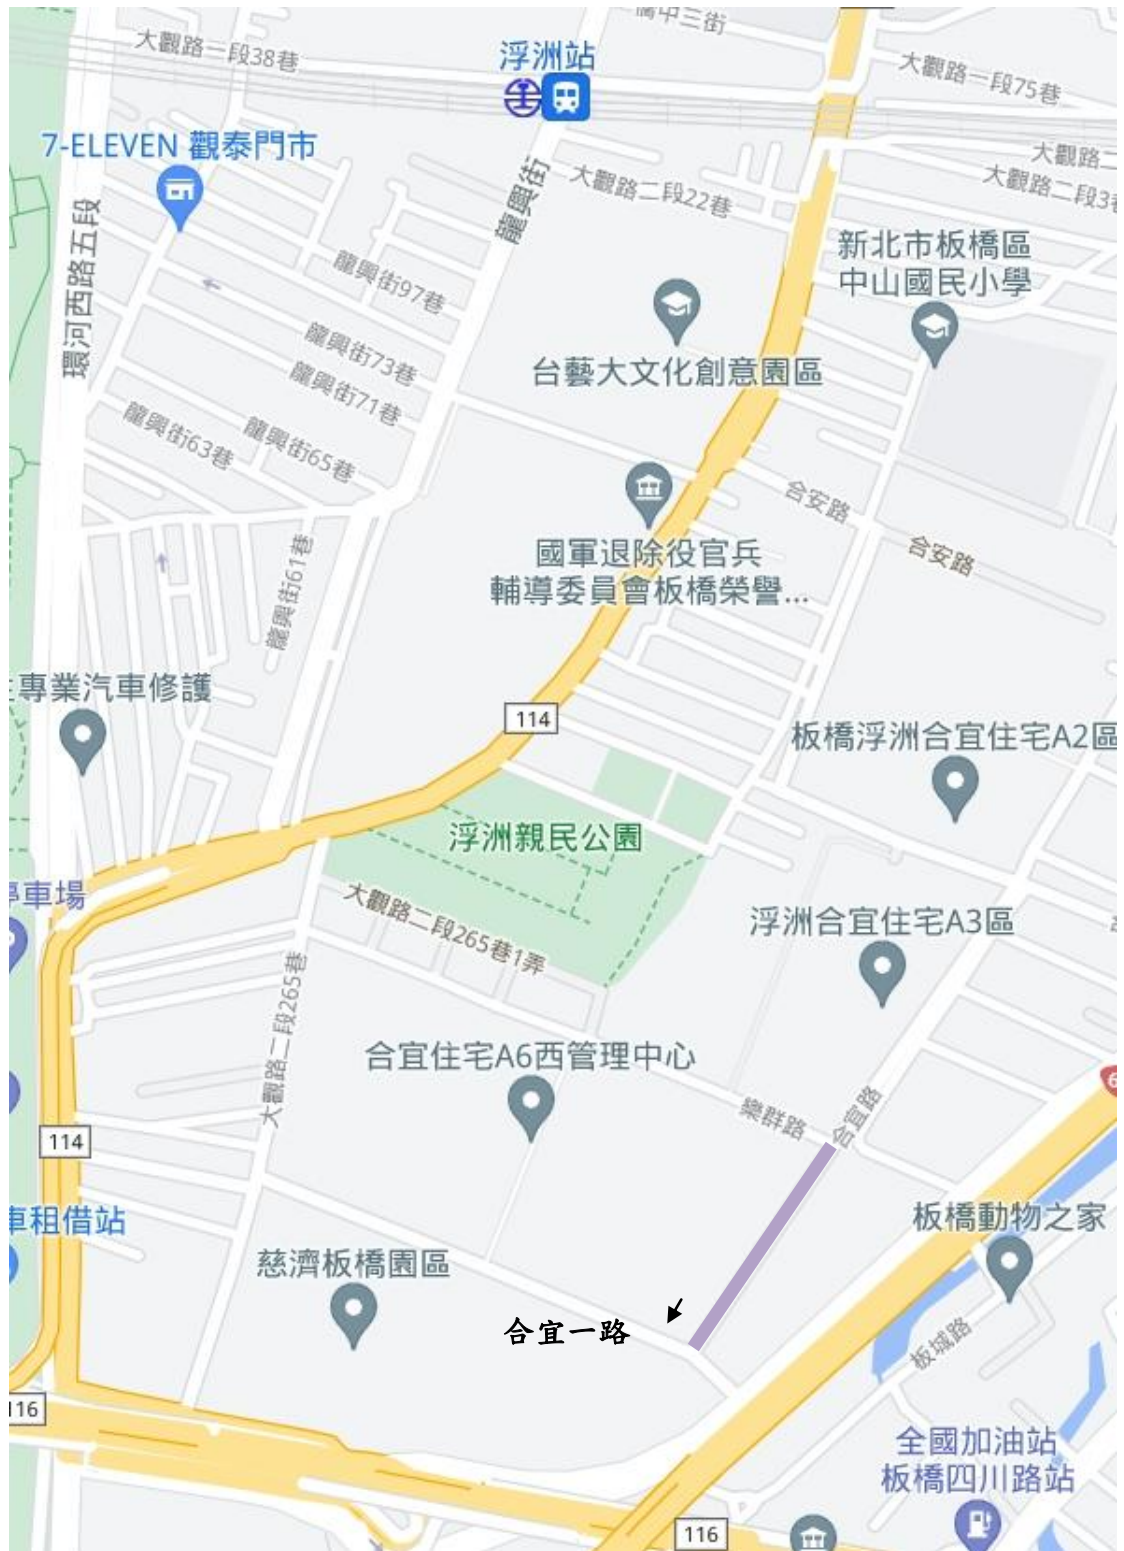 大觀路一段38巷
浮洲站
大觀路一段75巷
7-ELEVEN 觀泰門市
龍興街
大觀路二段22巷
環河西路五段
新北市板橋區
中山國民小學
龍興街97巷
台藝大文化創意園區
龍興街73巷
龍興街71巷
龍興街63巷
龍興街65巷
合安路
國軍退除役官兵
輔導委員會板橋榮譽...
合安路
龍興街61巷
專業汽車修護
114
板橋浮洲合宜住宅A2區
浮洲親民公園
停車場
大觀路二段265巷1弄
浮洲合宜住宅A3區
大觀路二段265巷
合宜住宅A6西管理中心
樂群路
合宜路
114
車租借站
板橋動物之家
慈濟板橋園區
合宜一路
板城路
116
全國加油站
板橋四川路站
116